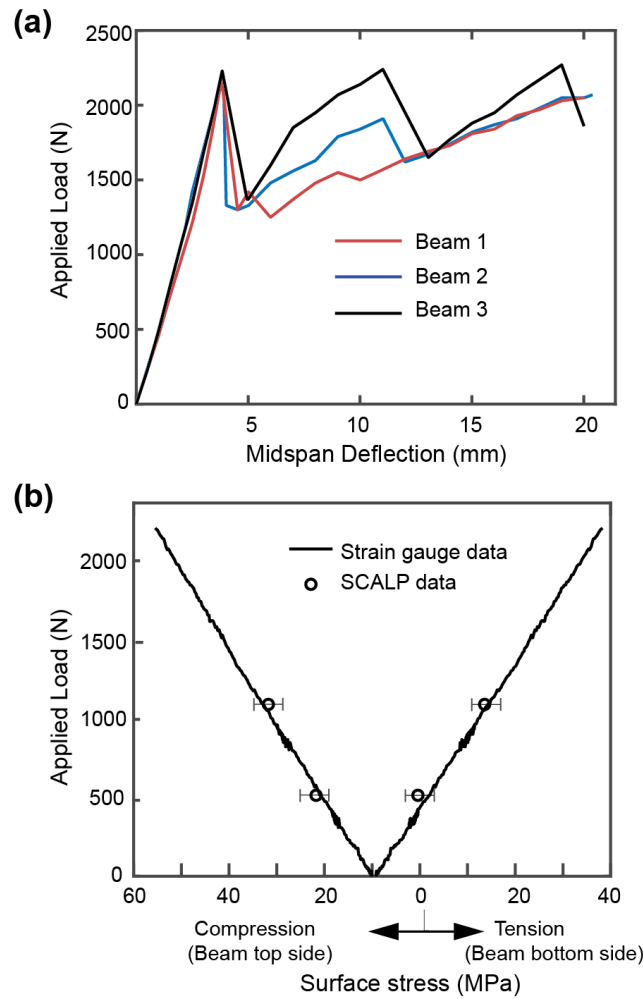 (a)
2500
2000
1500
1000
500
0
5
10
15
20
Applied Load (N)
Midspan Deflection (mm)
Beam 1
Beam 2
Beam 3
(b)
2000
1500
1000
500
0
60
40
20
0
20
40
Applied Load (N)
Strain gauge data
SCALP data
Compression
(Beam top side)
Tension
(Beam bottom side)
Surface stress (MPa)